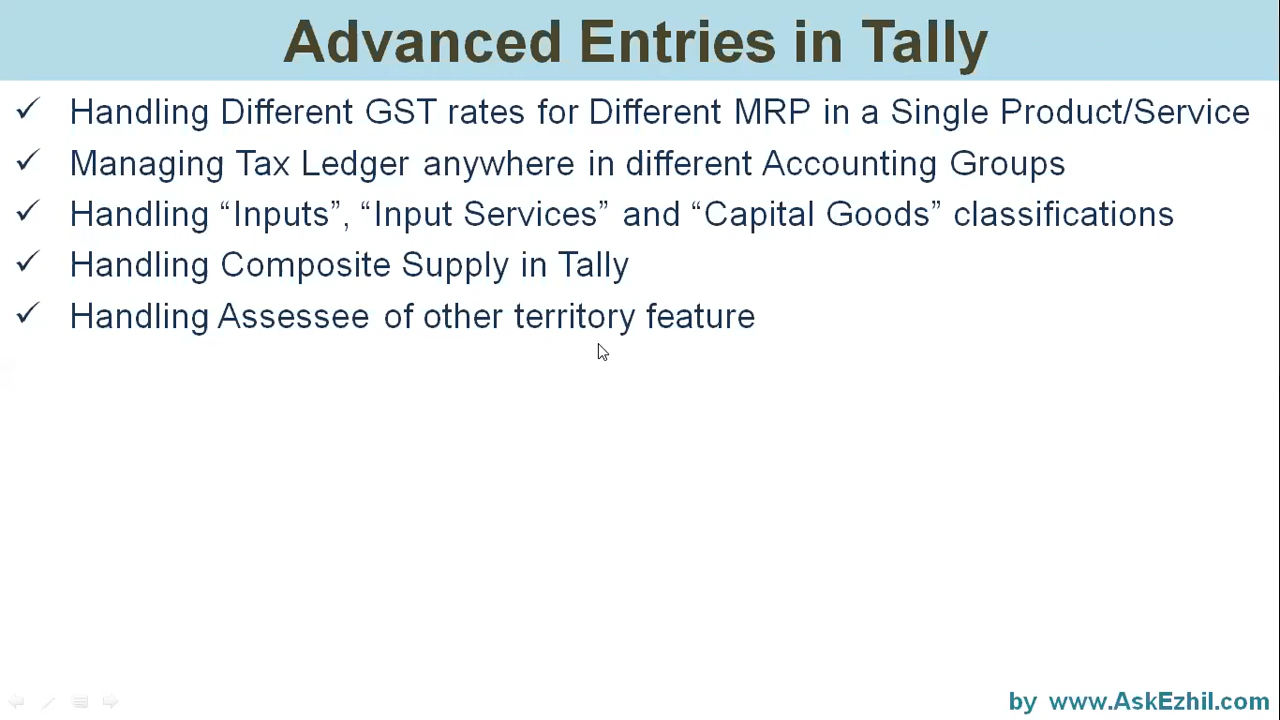 Advanced Entries in Tally
✓ Handling Different GST rates for Different MRP in a Single Product/Service
✓ Managing Tax Ledger anywhere in different Accounting Groups
✓ Handling “Inputs”, “Input Services” and “Capital Goods” classifications
✓ Handling Composite Supply in Tally
✓ Handling Assessee of other territory feature
by www.AskEzhil.com